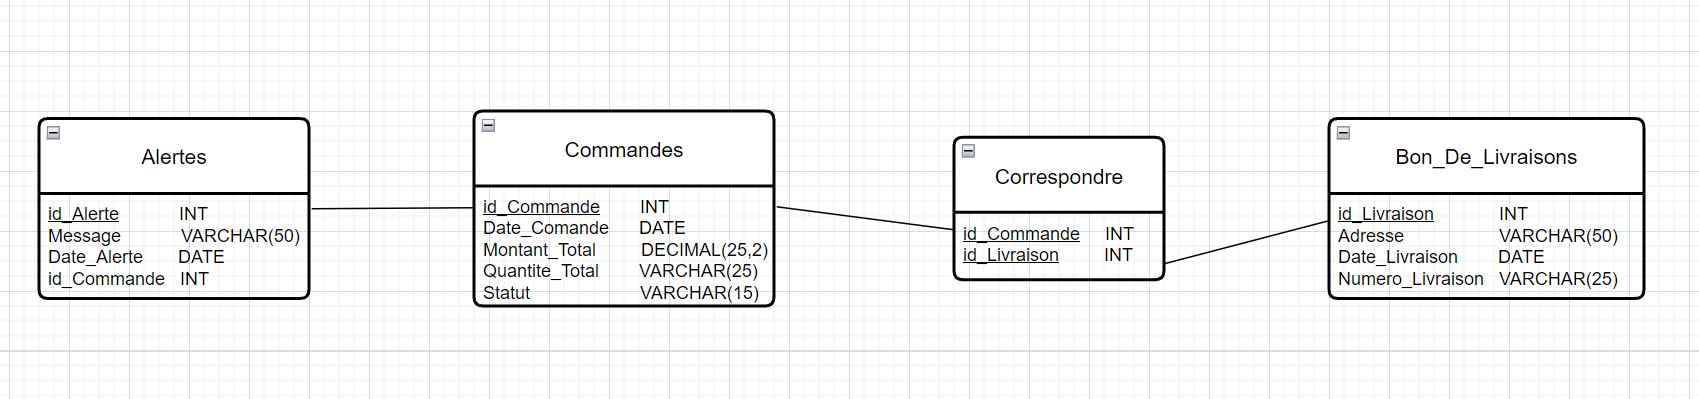 Alertes
id_Alerte INT
Message VARCHAR(50)
Date_Alerte DATE
id_Commande INT
Commandes
id_Commande INT
Date_Comande DATE
Montant_Total DECIMAL(25,2)
Quantite_Total VARCHAR(25)
Statut VARCHAR(15)
Correspondre
id_Commande INT
id_Livraison INT
Bon_De_Livraisons
id_Livraison INT
Adresse VARCHAR(50)
Date_Livraison DATE
Numero_Livraison VARCHAR(25)